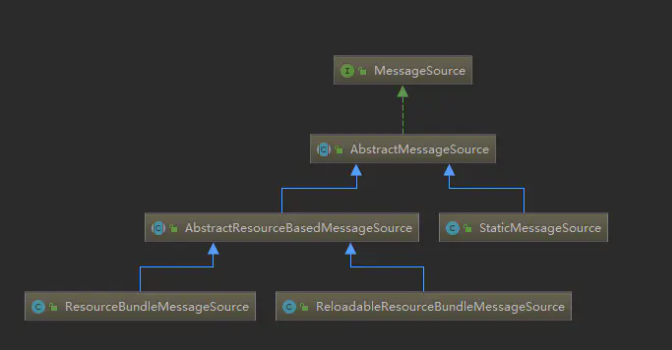 MessageSource
AbstractMessageSource
AbstractResourceBasedMessageSource
StaticMessageSource
ResourceBundleMessageSource
ReloadableResourceBundleMessageSource